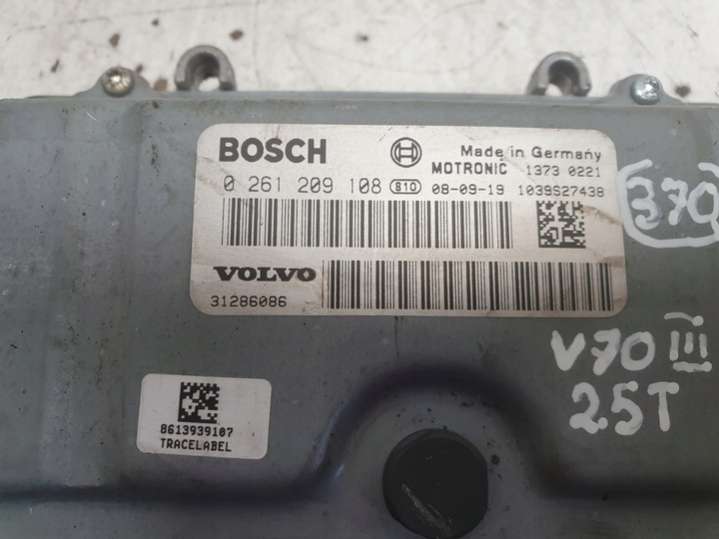 BOSCH
Made in Germany
MOTRONIC 1373 0221
0 261 209 108 S10 08-09-19 1039S27438
VOLVO
31286086
370
V70 III
2.5T
8613939107
TRACELABEL